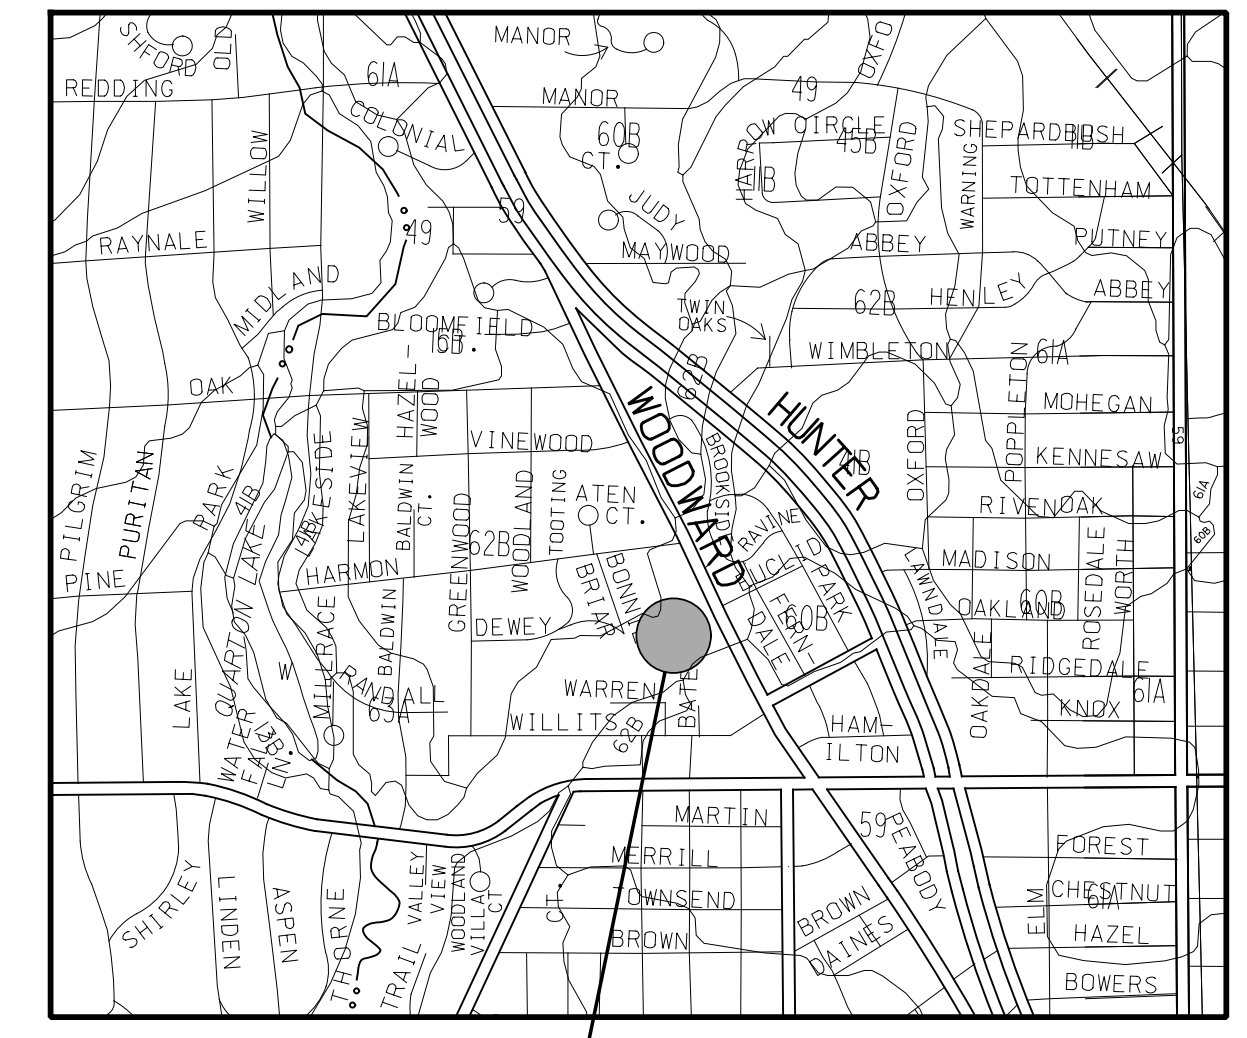 SHFORD
OLD
MANOR
OXFO
REDDING
61A
MANOR
49
COLONIAL
60B
CT.
HARRO
W CIRCLE
45B
OXFORD
SHEPARDBUSH
11B
WILLOW
11B
WARNING
TOTTENHAM
JUDY
59
49
RAYNALE
MAYWOOD
ABBEY
PUTNEY
MIDLAND
TWIN
OAKS
62B
HENLEY
ABBEY
BLOOMFIELD
15B
CT.
WIMBLETON
61A
62B
OAK
HAZEL-
WOOD
WOODWARD
HUNTER
POPPLETON
MOHEGAN
VINEWOOD
59
PILGRIM
PURITAN
PARK
41B
LAKESIDE
LAKEVIEW
BALDWIN
CT.
BROOKSIDE
OXFORD
KENNESAW
61A
GREENWOOD
WOODLAND
TOOTING
ATEN
CT.
RIVENOAK
60B
RAVINE
62B
EUCLID
PARK
LAWNDALE
MADISON
ROSEDALE
WORTH
PINE
HARMON
BONNIE
BRIAR
FERN-
DALE
60B
OAKLAND
60B
DEWEY
QUARTON LAKE
MILLRACE
BALDWIN
W
LAKE
RANDALL
63A
WARREN
BATES
OAKDALE
RIDGEDALE
61A
KNOX
WILLITS
62B
HAM-
ILTON
WATER
FALL
LN.
13B
MARTIN
59
PEABODY
FOREST
MERRILL
SHIRLEY
LINDEN
ASPEN
THORNE
TRAIL
VALLEY
VIEW
WOODLAND
VILLA
CT
CT.
TOWNSEND
BROWN
BROWN
DAINES
ELM
CHESTNUT
61A
HAZEL
BOWERS